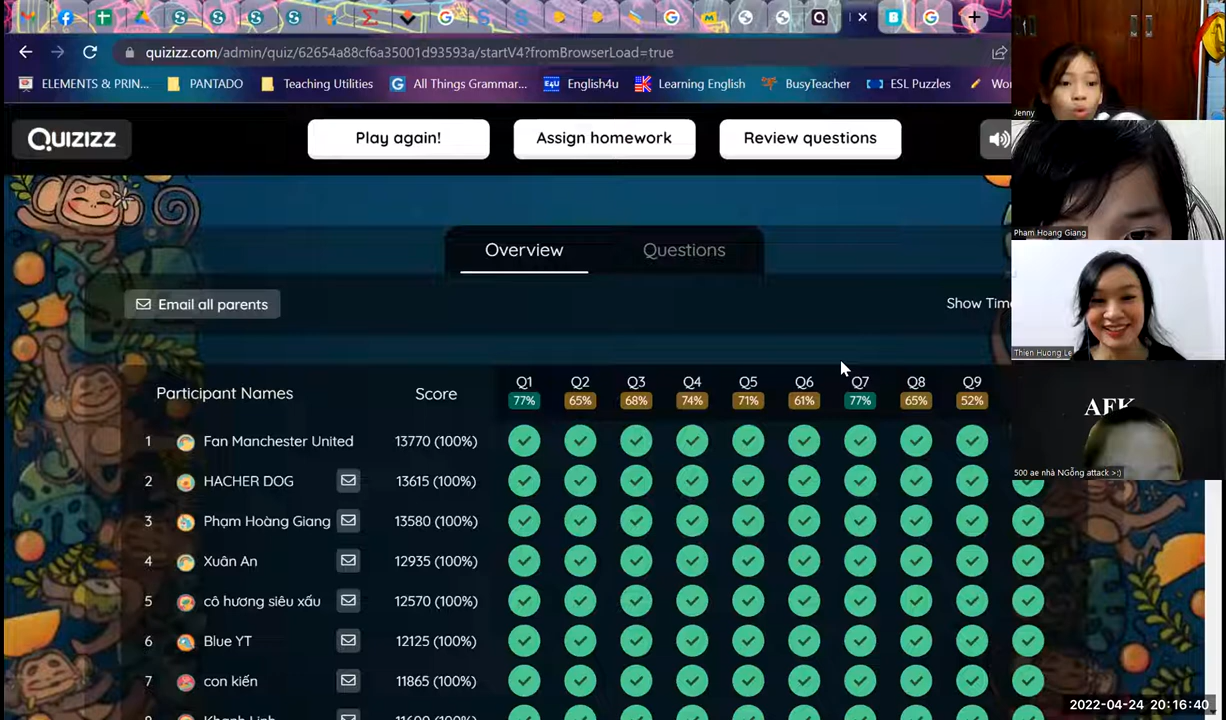 quizizz.com/admin/quiz/62654a88cf6a35001d93593a/startV4?fromBrowserLoad=true
ELEMENTS & PRIN... PANTADO Teaching Utilities All Things Grammar... English4u Learning English BusyTeacher ESL Puzzles Wor
QUIZIZZ Play again! Assign homework Review questions
Overview Questions
Email all parents Show Tim
Participant Names Score Q1 Q2 Q3 Q4 Q5 Q6 Q7 Q8 Q9
77% 65% 68% 74% 71% 61% 77% 65% 52%
1 Fan Manchester United 13770 (100%)
2 HACHER DOG 13615 (100%)
3 Phạm Hoàng Giang 13580 (100%)
4 Xuân An 12935 (100%)
5 cô hương siêu xấu 12570 (100%)
6 Blue YT 12125 (100%)
7 con kiến 11865 (100%)
Jenny
Pham Hoang Giang
Thien Huong Le
AFK
500 ae nhà NGỗng attack >:)
2022-04-24 20:16:40